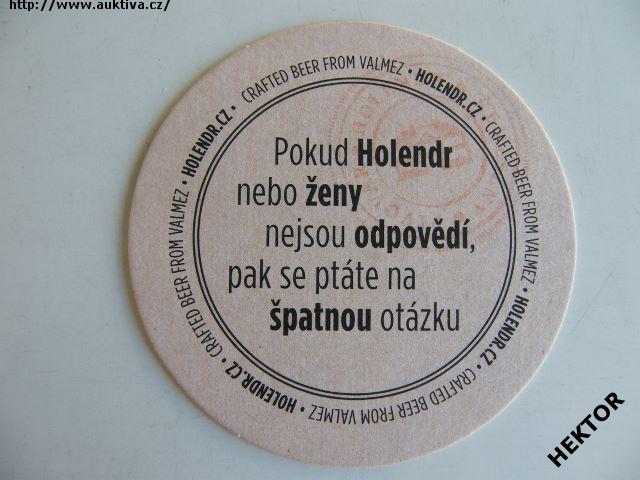 http://www.auktiva.cz/
CRAFTED BEER FROM VALMEZ • HOLENDR.CZ • CRAFTED BEER FROM VALMEZ • HOLENDR.CZ • CRAFTED BEER FROM VALMEZ • HOLENDR.CZ • CRAFTED BEER FROM VALMEZ • HOLENDR.CZ •
Pokud Holendr
nebo ženy
nejsou odpovědí,
pak se ptáte na
špatnou otázku
HEKTOR